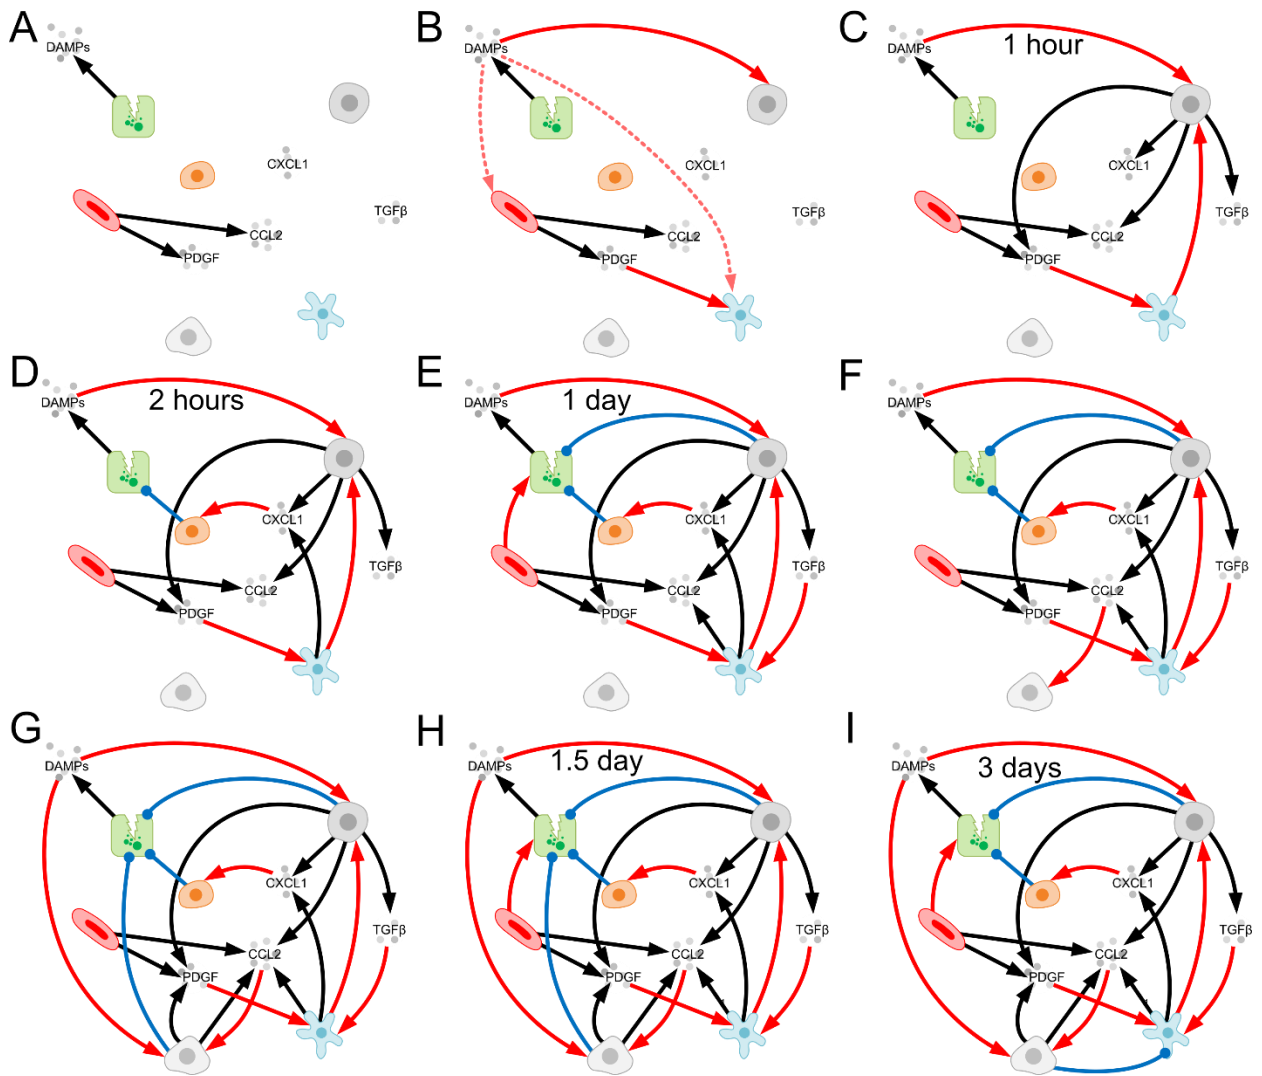 A
DAMPs
CXCL1
TGFβ
CCL2
PDGF
B
DAMPs
CXCL1
TGFβ
CCL2
PDGF
C
1 hour
DAMPs
CXCL1
TGFβ
CCL2
PDGF
D
2 hours
DAMPs
CXCL1
TGFβ
CCL2
PDGF
E
1 day
DAMPs
CXCL1
TGFβ
CCL2
PDGF
F
DAMPs
CXCL1
TGFβ
CCL2
PDGF
G
DAMPs
CXCL1
TGFβ
CCL2
PDGF
H
1.5 day
DAMPs
CXCL1
TGFβ
CCL2
PDGF
I
3 days
DAMPs
CXCL1
TGFβ
CCL2
PDGF